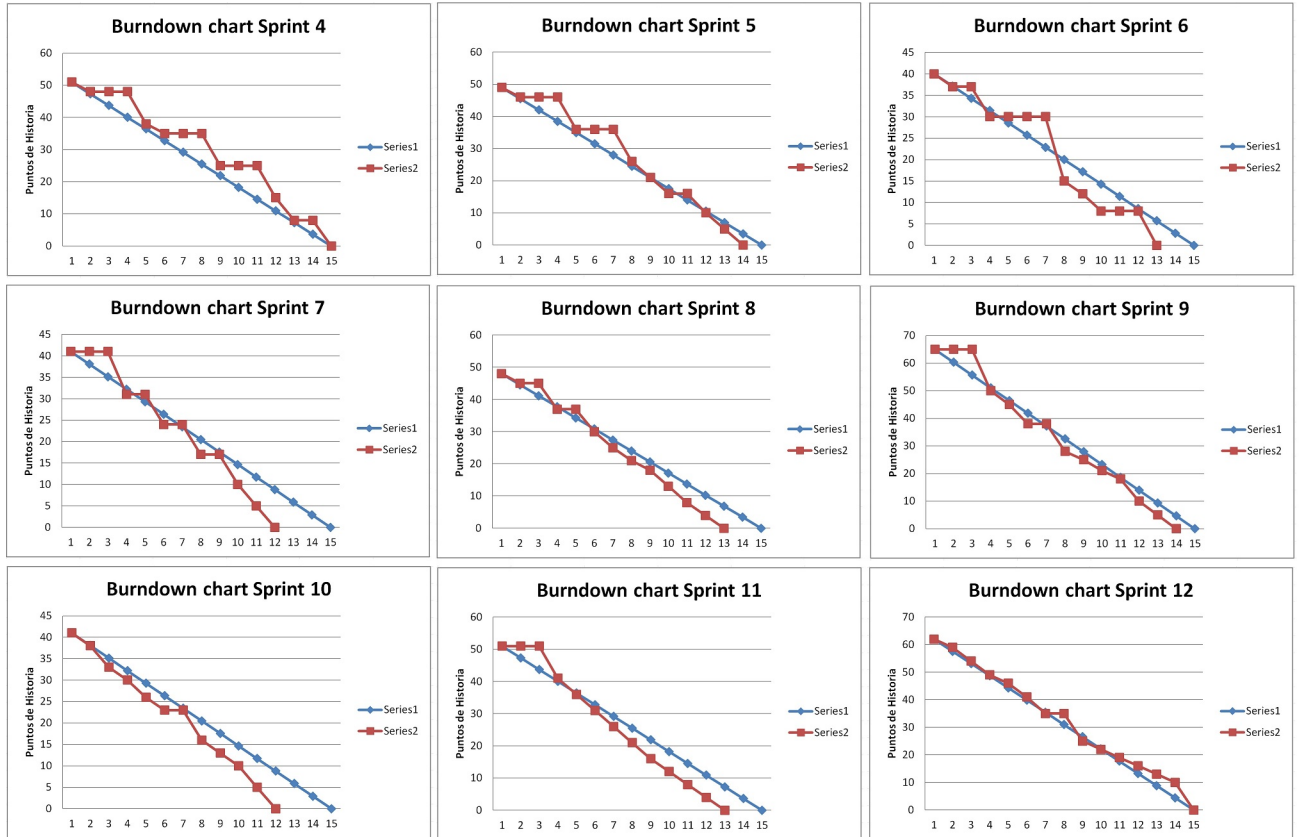 Burndown chart Sprint 4
Puntos de Historia
60
50
40
30
20
10
0
1 2 3 4 5 6 7 8 9 10 11 12 13 14 15
Series1
Series2
Burndown chart Sprint 5
Puntos de Historia
60
50
40
30
20
10
0
1 2 3 4 5 6 7 8 9 10 11 12 13 14 15
Series1
Series2
Burndown chart Sprint 6
Puntos de Historia
45
40
35
30
25
20
15
10
5
0
1 2 3 4 5 6 7 8 9 10 11 12 13 14 15
Series1
Series2
Burndown chart Sprint 7
Puntos de Historia
45
40
35
30
25
20
15
10
5
0
1 2 3 4 5 6 7 8 9 10 11 12 13 14 15
Series1
Series2
Burndown chart Sprint 8
Puntos de Historia
60
50
40
30
20
10
0
1 2 3 4 5 6 7 8 9 10 11 12 13 14 15
Series1
Series2
Burndown chart Sprint 9
Puntos de Historia
70
60
50
40
30
20
10
0
1 2 3 4 5 6 7 8 9 10 11 12 13 14 15
Series1
Series2
Burndown chart Sprint 10
Puntos de Historia
45
40
35
30
25
20
15
10
5
0
1 2 3 4 5 6 7 8 9 10 11 12 13 14 15
Series1
Series2
Burndown chart Sprint 11
Puntos de Historia
60
50
40
30
20
10
0
1 2 3 4 5 6 7 8 9 10 11 12 13 14 15
Series1
Series2
Burndown chart Sprint 12
Puntos de Historia
70
60
50
40
30
20
10
0
1 2 3 4 5 6 7 8 9 10 11 12 13 14 15
Series1
Series2